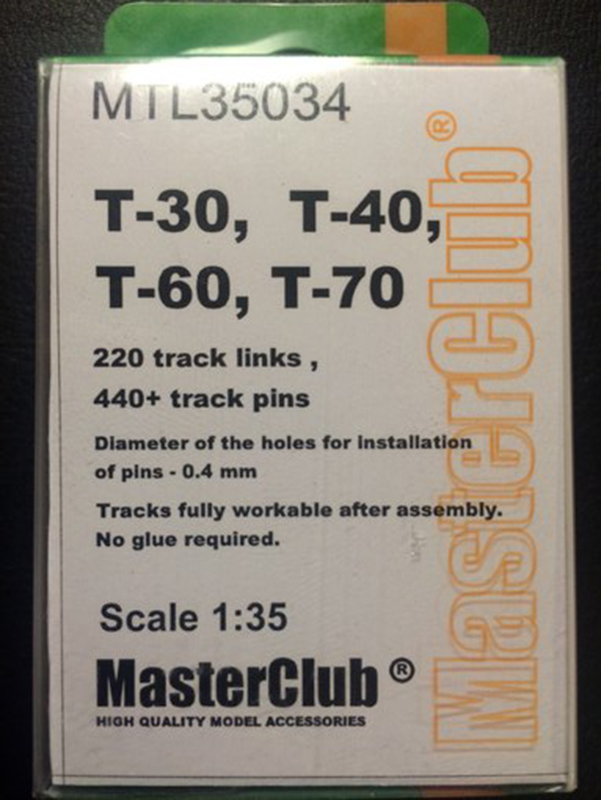 MTL35034
T-30, T-40,
T-60, T-70
220 track links ,
440+ track pins
Diameter of the holes for installation
of pins - 0.4 mm
Tracks fully workable after assembly.
No glue required.
Scale 1:35
MasterClub®
HIGH QUALITY MODEL ACCESSORIES
MasterClub®